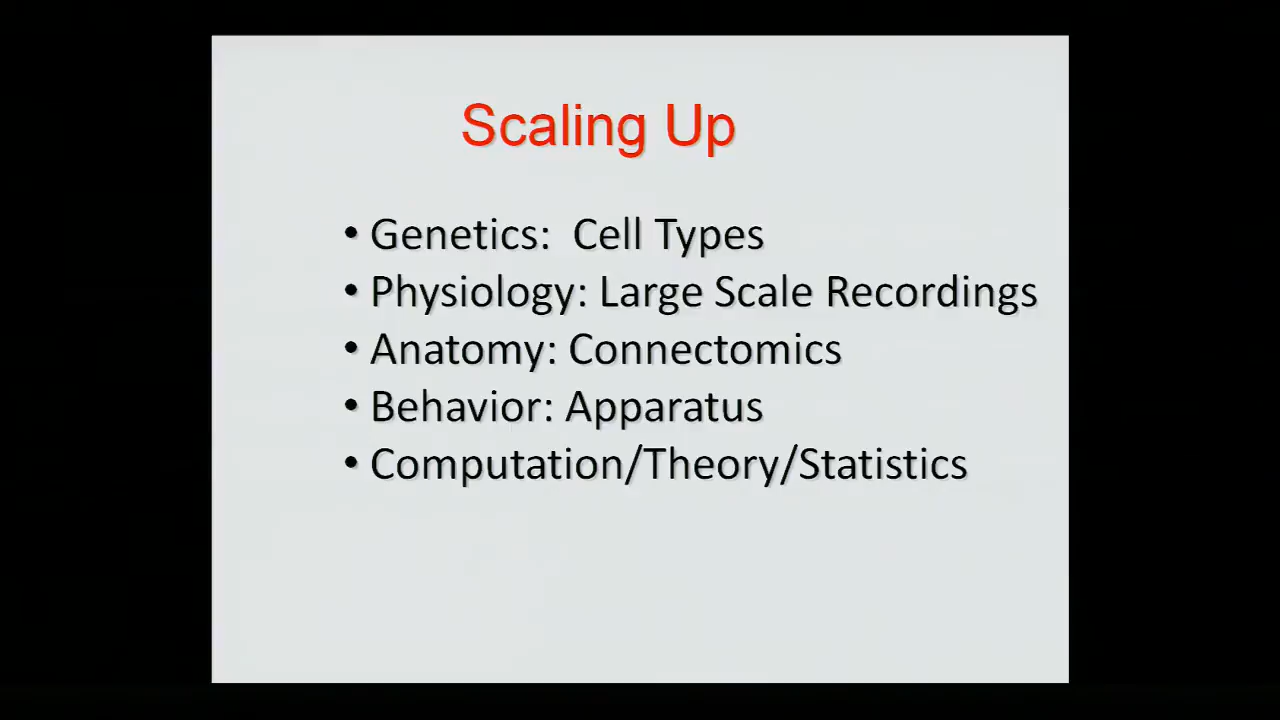 Scaling Up
• Genetics:  Cell Types
• Physiology: Large Scale Recordings
• Anatomy: Connectomics
• Behavior: Apparatus
• Computation/Theory/Statistics